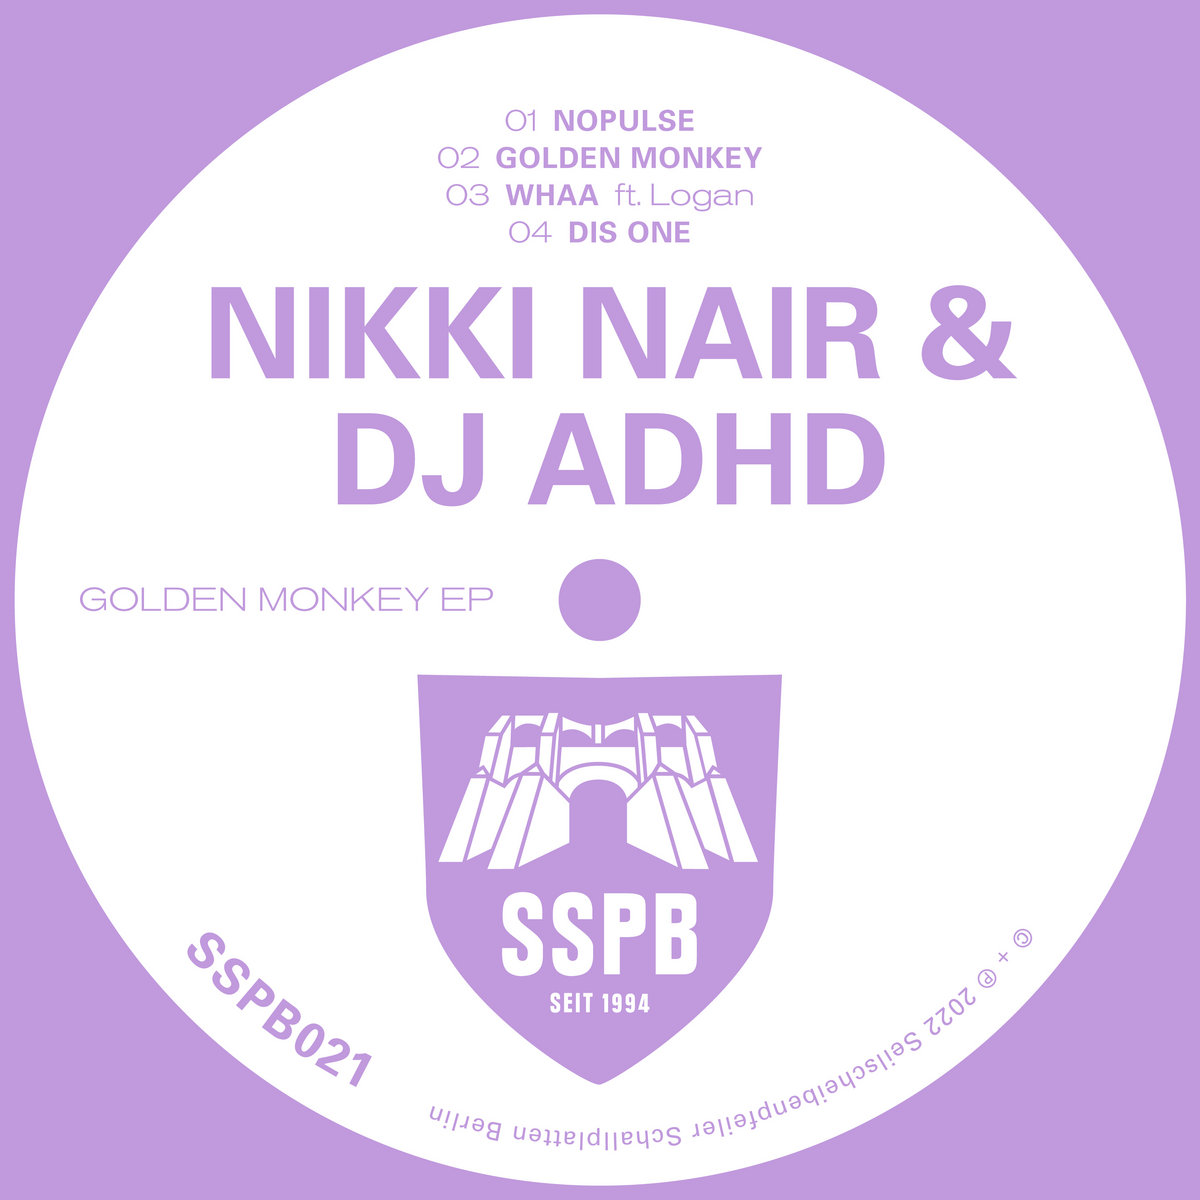 01 NOPULSE
02 GOLDEN MONKEY
03 WHAA ft. Logan
04 DIS ONE
NIKKI NAIR &
DJ ADHD
GOLDEN MONKEY EP
SSPB
SEIT 1994
SSPB021
© + ℗ 2022 Seilscheibenpfeiler Schallplatten Berlin